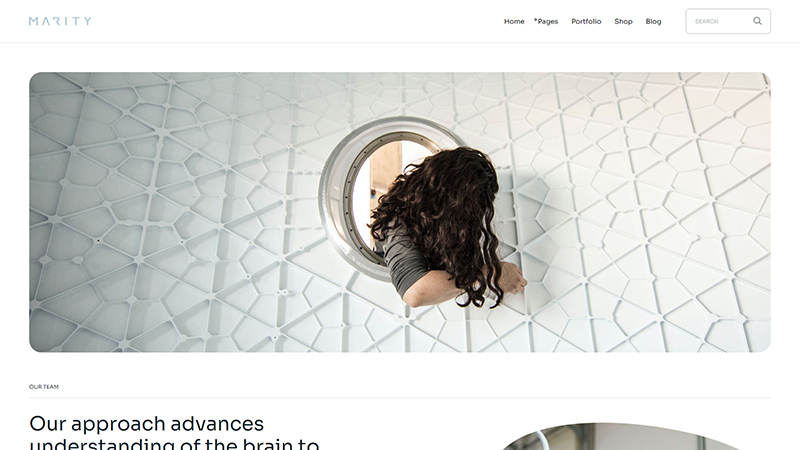 MARITY
Home *Pages Portfolio Shop Blog SEARCH
OUR TEAM
Our approach advances
understanding of the brain to